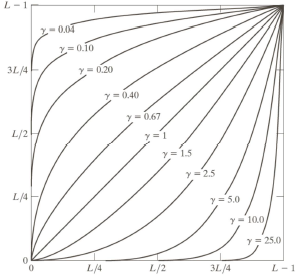 L − 1
γ = 0.04
γ = 0.10
3L/4
γ = 0.20
γ = 0.40
γ = 0.67
L/2
γ = 1
γ = 1.5
γ = 2.5
L/4
γ = 5.0
γ = 10.0
γ = 25.0
0
0 L/4 L/2 3L/4 L − 1